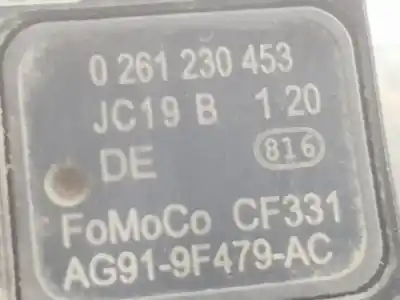 0 261 230 453
JC19 B 1 20
DE 816
FoMoCo CF331
AG91-9F479-AC